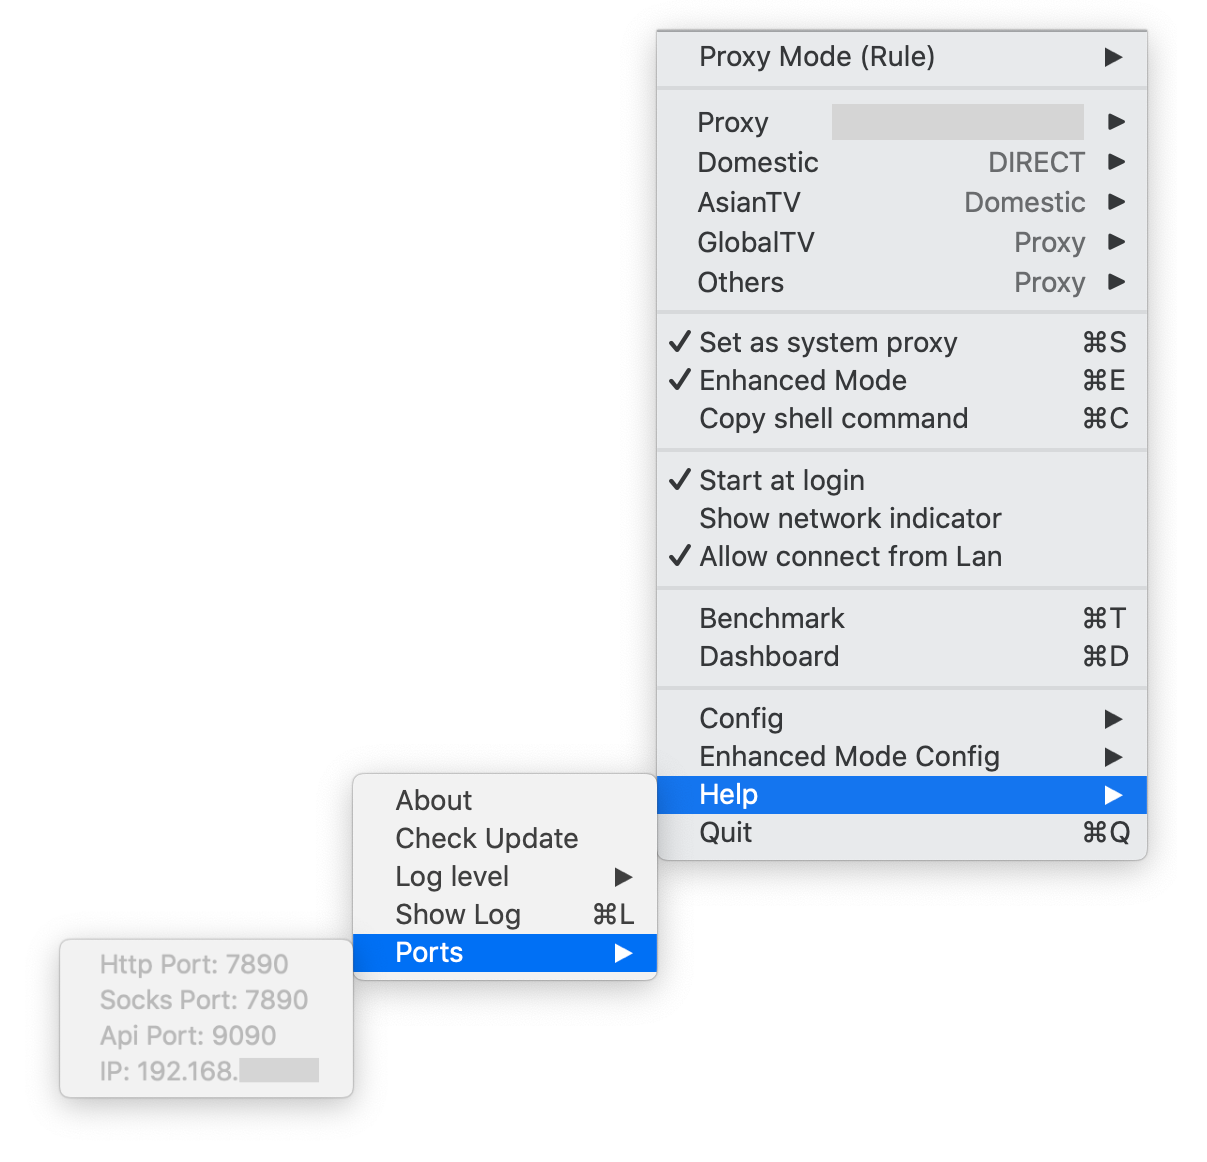 Proxy Mode (Rule)
Proxy
Domestic DIRECT
AsianTV Domestic
GlobalTV Proxy
Others Proxy
✓ Set as system proxy ⌘S
✓ Enhanced Mode ⌘E
Copy shell command ⌘C
✓ Start at login
Show network indicator
✓ Allow connect from Lan
Benchmark ⌘T
Dashboard ⌘D
Config
Enhanced Mode Config
Help
Quit ⌘Q
About
Check Update
Log level
Show Log ⌘L
Ports
Http Port: 7890
Socks Port: 7890
Api Port: 9090
IP: 192.168.